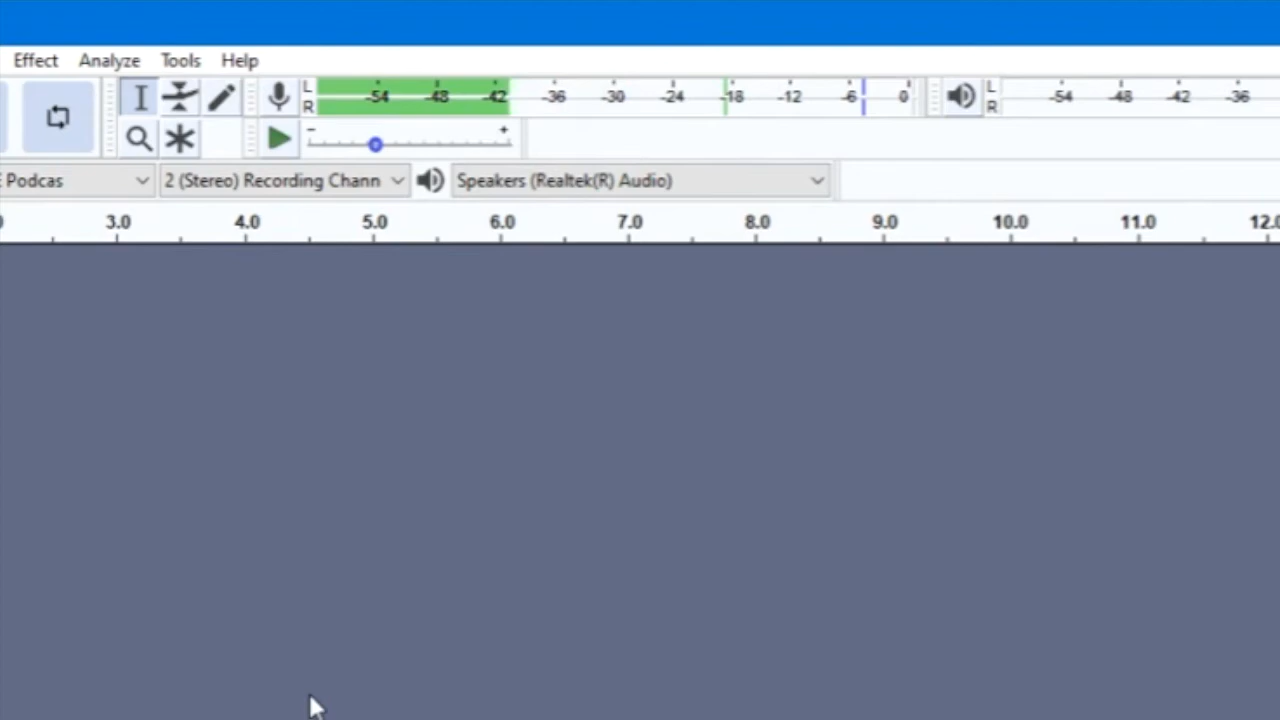 Effect Analyze Tools Help
L -54 -48 -42 -36 -30 -24 -18 -12 -6 0 L -54 -48 -42 -36
R R
- +
Podcas 2 (Stereo) Recording Chann Speakers (Realtek(R) Audio)
3.0 4.0 5.0 6.0 7.0 8.0 9.0 10.0 11.0 12.0